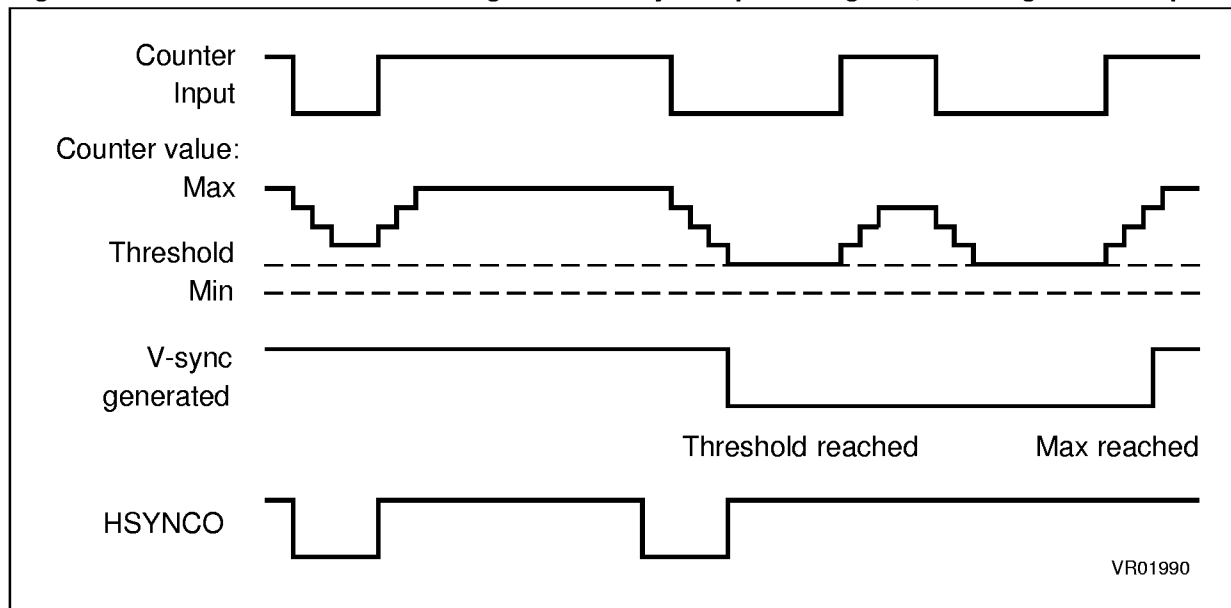 Counter
Input
Counter value:
Max
Threshold
Min
V-sync
generated
Threshold reached
Max reached
HSYNCO
VR01990